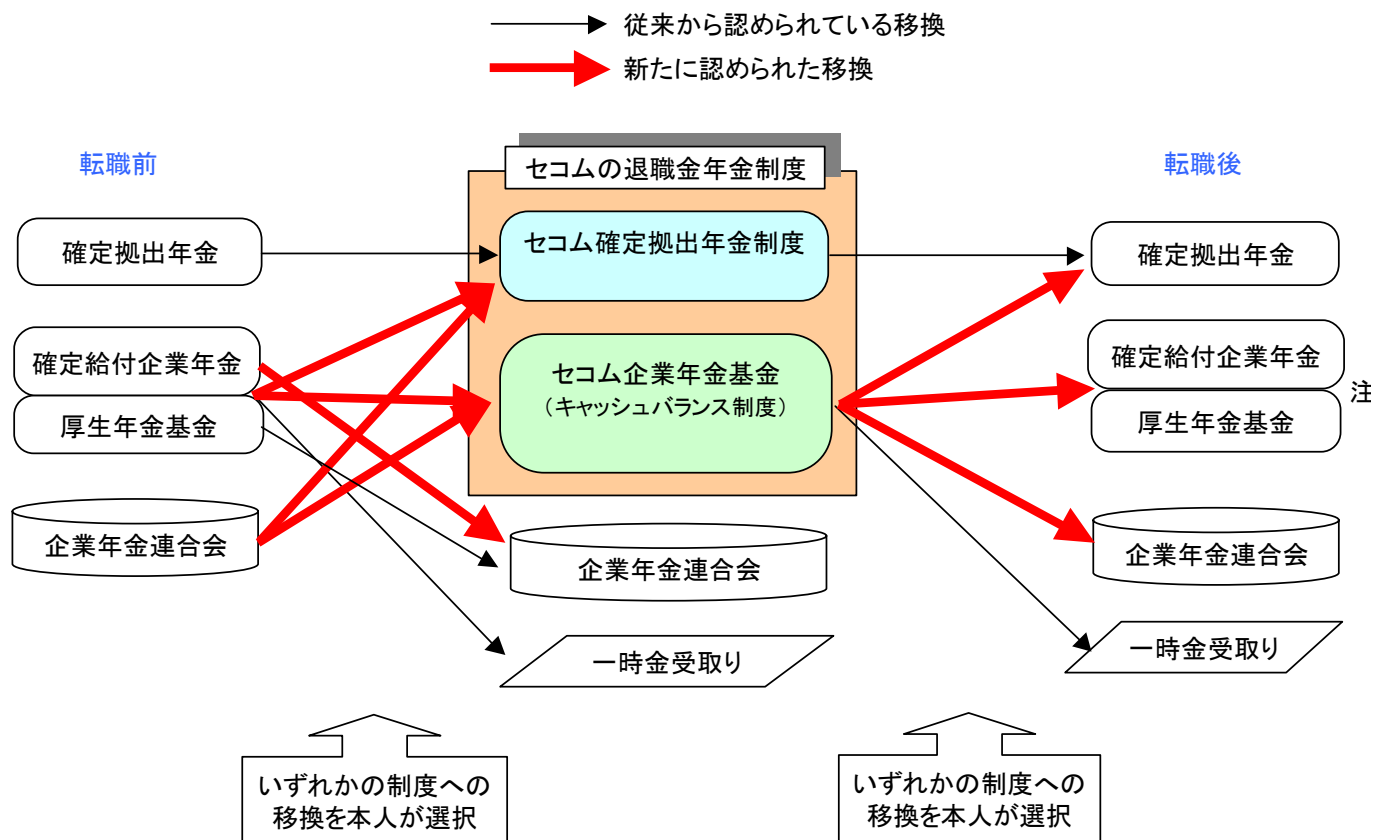 従来から認められている移換
新たに認められた移換
転職前
セコムの退職金年金制度
転職後
確定拠出年金
セコム確定拠出年金制度
確定拠出年金
確定給付企業年金
厚生年金基金
セコム企業年金基金
（キャッシュバランス制度）
確定給付企業年金
厚生年金基金
注
企業年金連合会
企業年金連合会
企業年金連合会
一時金受取り
一時金受取り
いずれかの制度への
移換を本人が選択
いずれかの制度への
移換を本人が選択